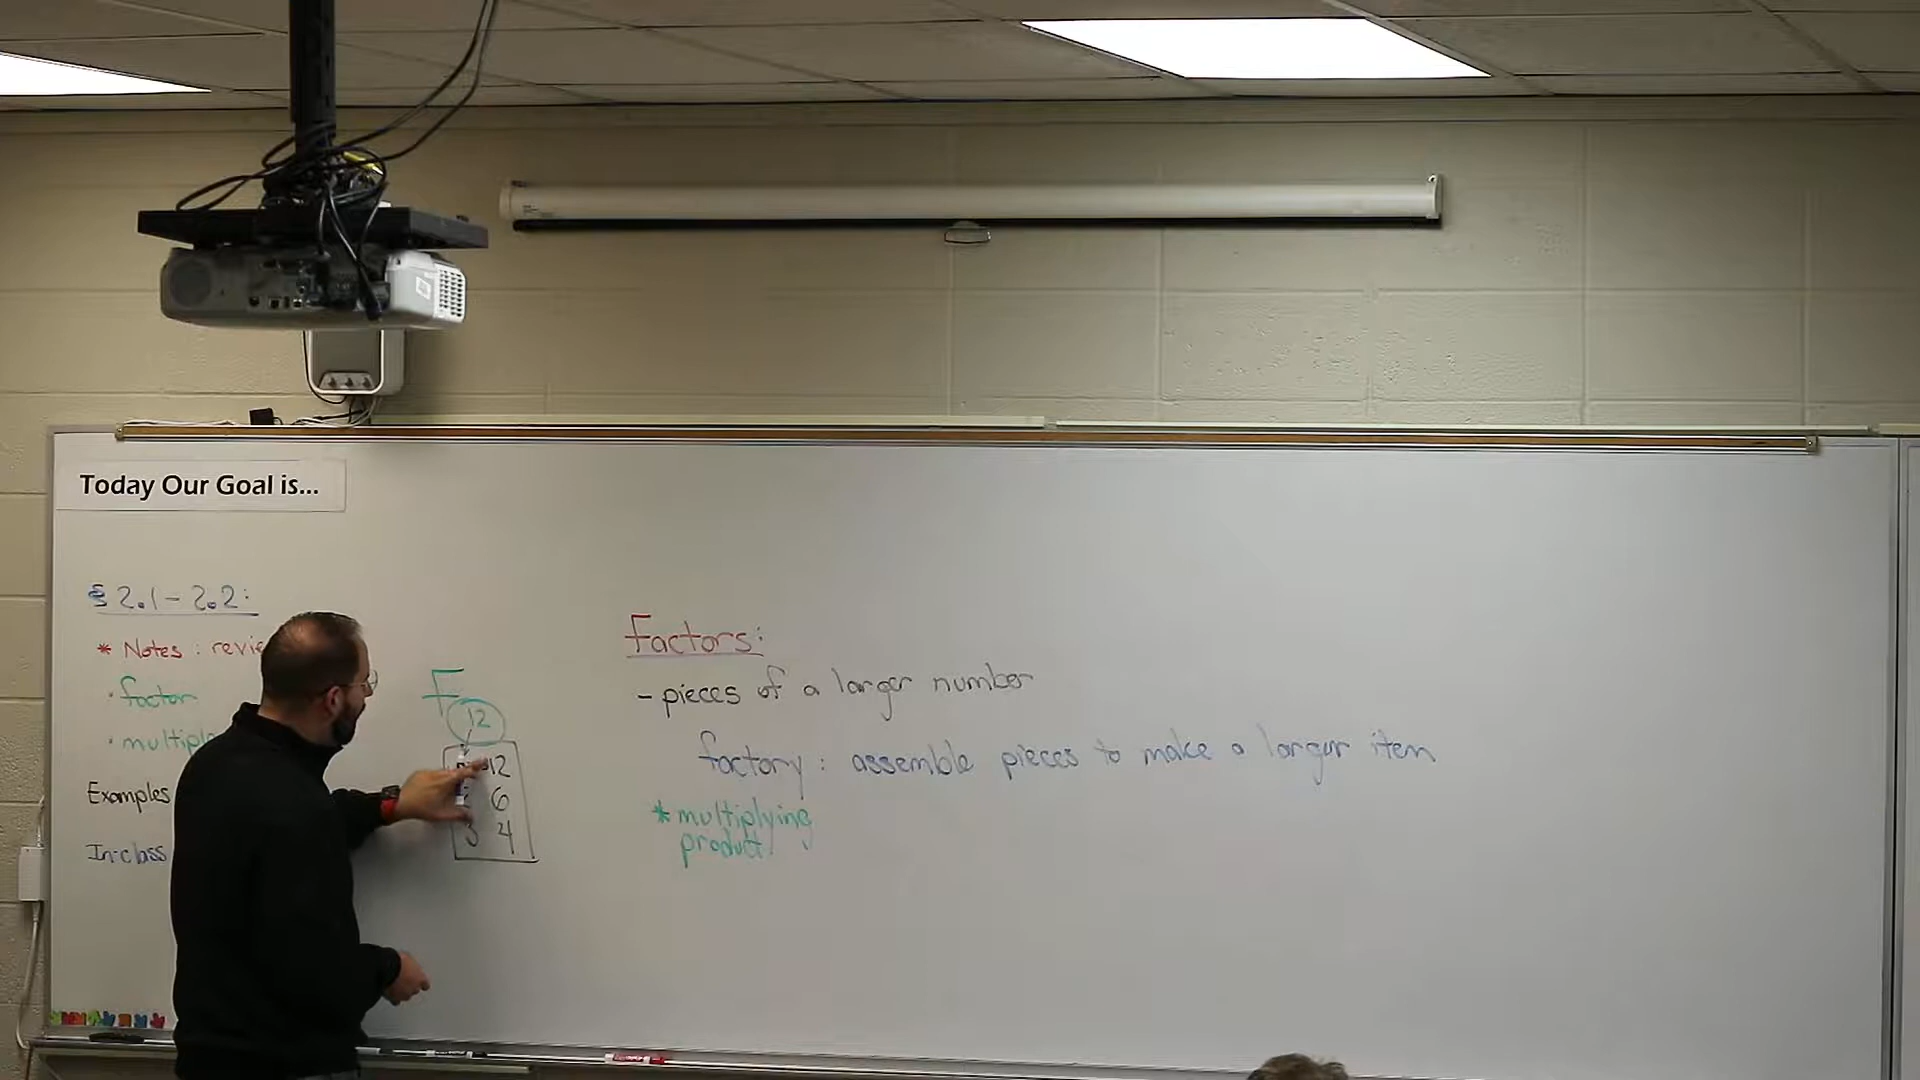 Today Our Goal is...
§ 2.1 - 2.2:
* Notes : revie
· factor
· multipl
Examples
In-class
F
12
12
6
3 4
Factors:
- pieces of a larger number
factory : assemble pieces to make a larger item
* multiplying
product